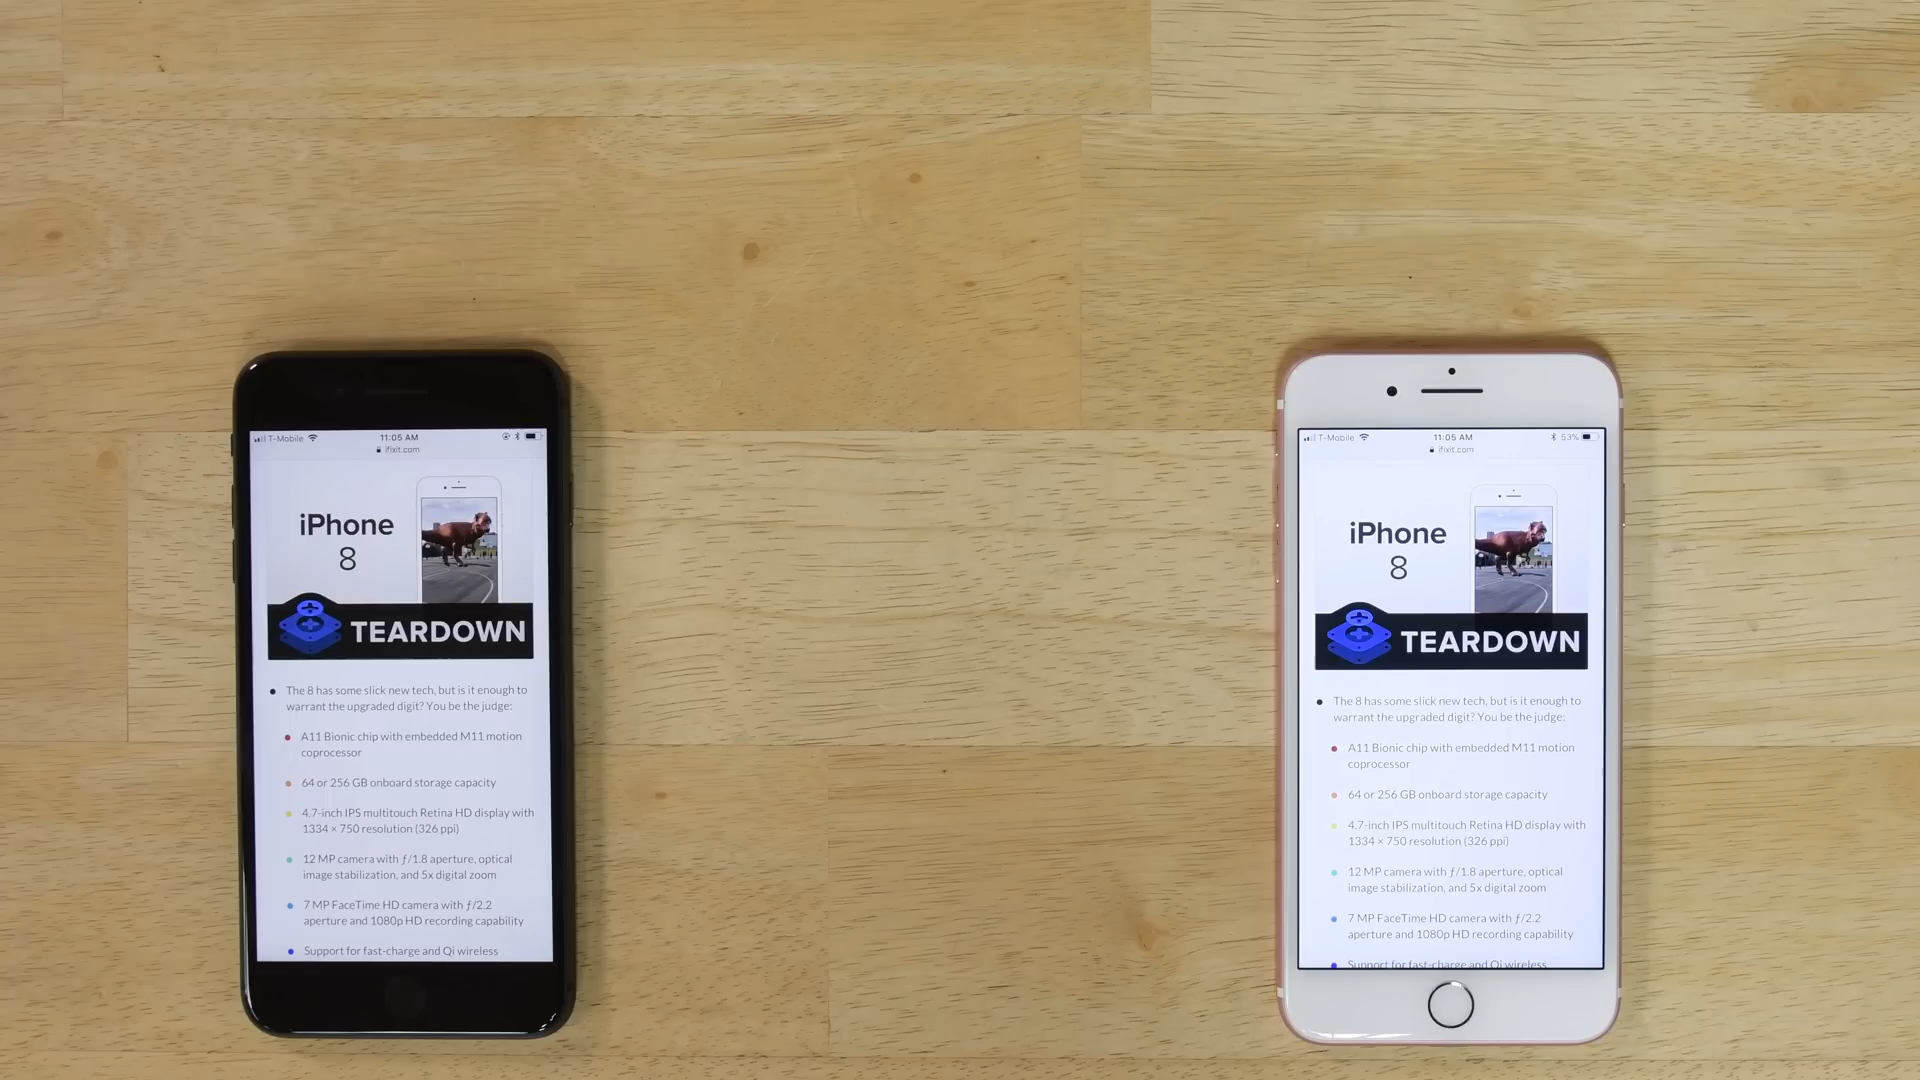 T-Mobile
11:05 AM
ifixit.com
iPhone
8
TEARDOWN
The 8 has some slick new tech, but is it enough to
warrant the upgraded digit? You be the judge:
A11 Bionic chip with embedded M11 motion
coprocessor
64 or 256 GB onboard storage capacity
4.7-inch IPS multitouch Retina HD display with
1334 × 750 resolution (326 ppi)
12 MP camera with ƒ/1.8 aperture, optical
image stabilization, and 5x digital zoom
7 MP FaceTime HD camera with ƒ/2.2
aperture and 1080p HD recording capability
Support for fast-charge and Qi wireless
T-Mobile
11:05 AM
53%
ifixit.com
iPhone
8
TEARDOWN
The 8 has some slick new tech, but is it enough to
warrant the upgraded digit? You be the judge:
A11 Bionic chip with embedded M11 motion
coprocessor
64 or 256 GB onboard storage capacity
4.7-inch IPS multitouch Retina HD display with
1334 × 750 resolution (326 ppi)
12 MP camera with ƒ/1.8 aperture, optical
image stabilization, and 5x digital zoom
7 MP FaceTime HD camera with ƒ/2.2
aperture and 1080p HD recording capability
Support for fast-charge and Qi wireless